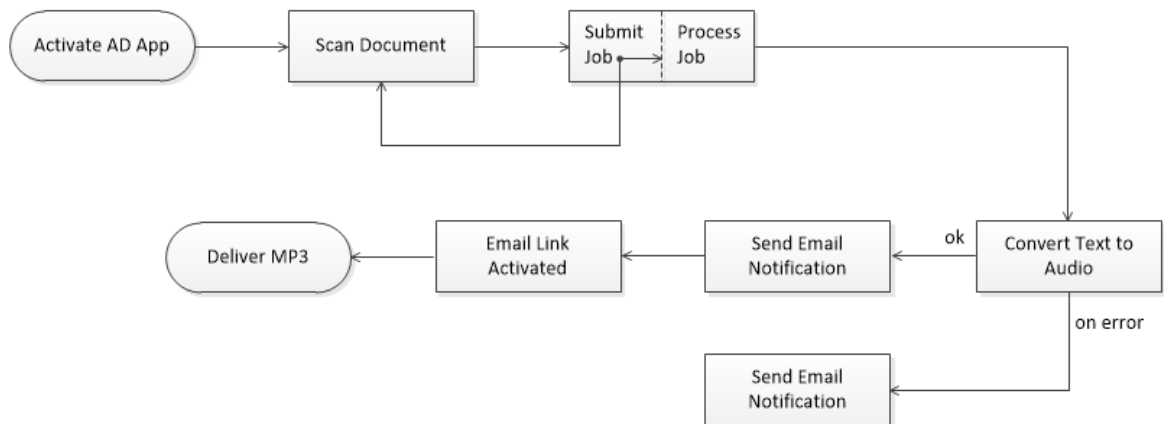 Activate AD App
Scan Document
Submit
Job
Process
Job
Deliver MP3
Email Link
Activated
Send Email
Notification
ok
Convert Text to
Audio
on error
Send Email
Notification